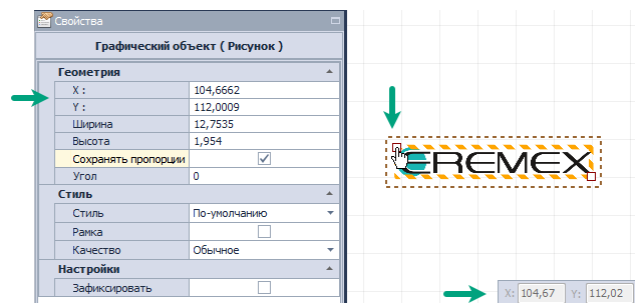 Свойства
Графический объект ( Рисунок )
Геометрия
X : 104,6662
Y : 112,0009
Ширина 12,7535
Высота 1,954
Сохранять пропорции
Угол 0
Стиль
Стиль По-умолчанию
Рамка
Качество Обычное
Настройки
Зафиксировать
EREMEX
X: 104,67 Y: 112,02